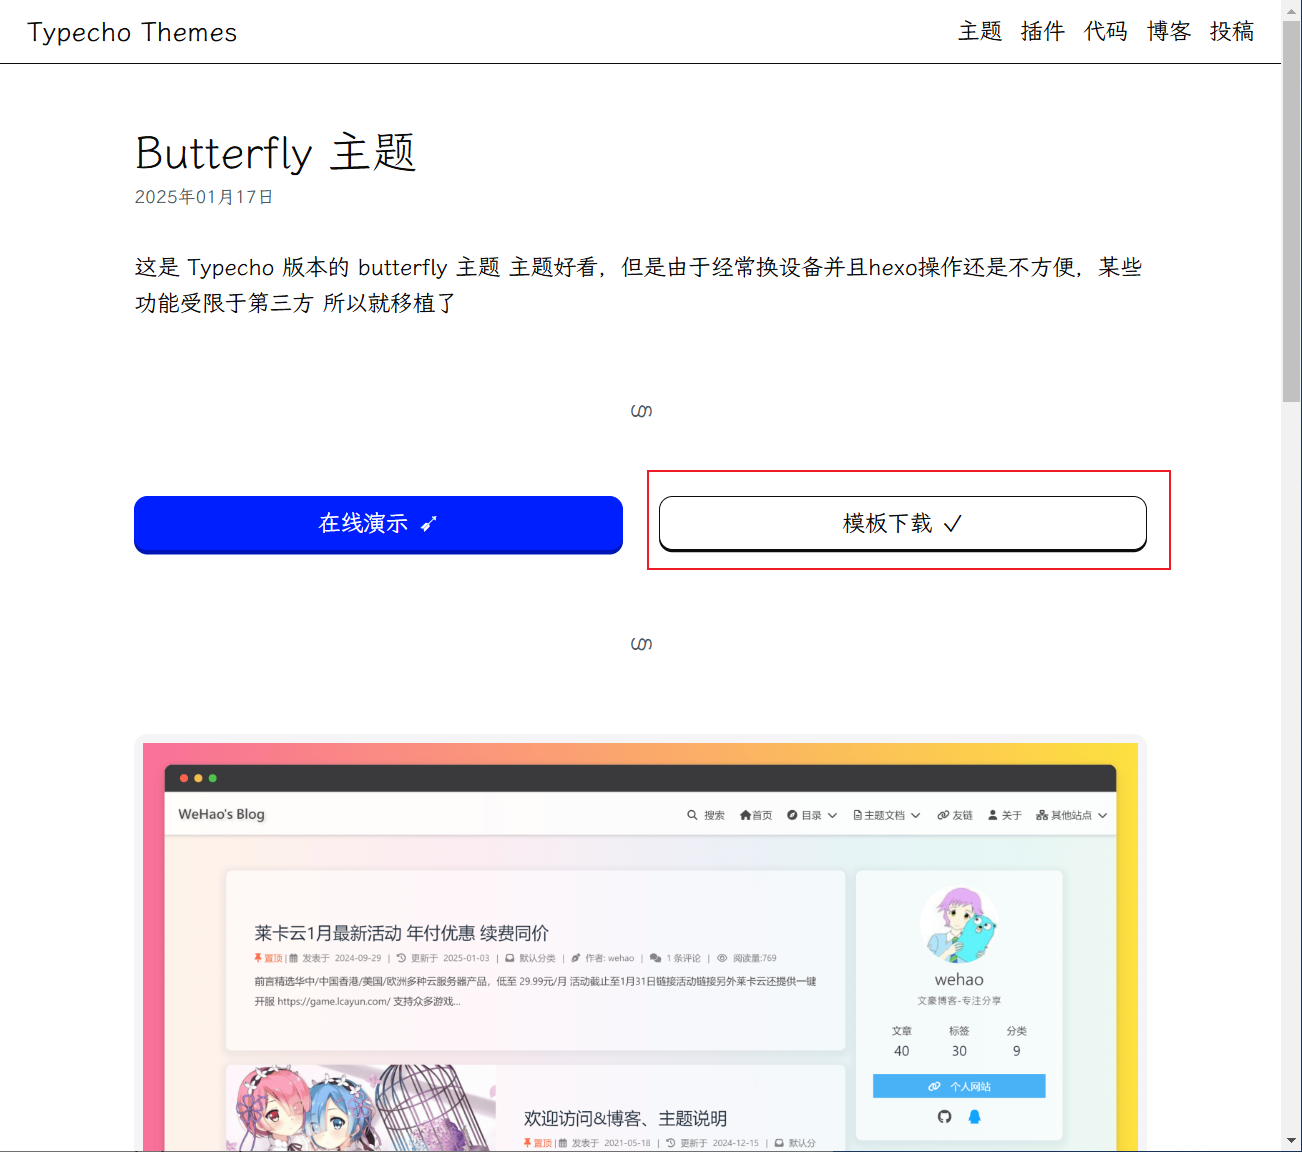 Typecho Themes
主题 插件 代码 博客 投稿
Butterfly 主题
2025年01月17日
这是 Typecho 版本的 butterfly 主题 主题好看，但是由于经常换设备并且hexo操作还是不方便，某些
功能受限于第三方 所以就移植了
§
在线演示 ➶
模板下载 ✓
§
WeHao's Blog
搜索 首页 目录 主题文档 友链 关于 其他站点
莱卡云1月最新活动 年付优惠 续费同价
置顶 | 发表于 2024-09-29 | 更新于 2025-01-03 | 默认分类 | 作者: wehao | 1 条评论 | 阅读量:769
前言精选华中/中国香港/美国/欧洲多种云服务器产品，低至 29.99元/月 活动截止至1月31日链接活动链接另外莱卡云还提供一键
开服 https://game.lcayun.com/ 支持众多游戏...
wehao
文豪博客-专注分享
文章 标签 分类
40 30 9
个人网站
欢迎访问&博客、主题说明
置顶 | 发表于 2021-05-18 | 更新于 2024-12-15 | 默认分